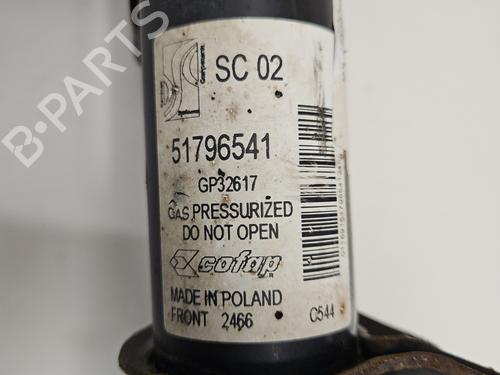 B-PARTS
SC 02
51796541
GP32617
GAS PRESSURIZED
DO NOT OPEN
cofap
MADE IN POLAND
FRONT 2466 C544